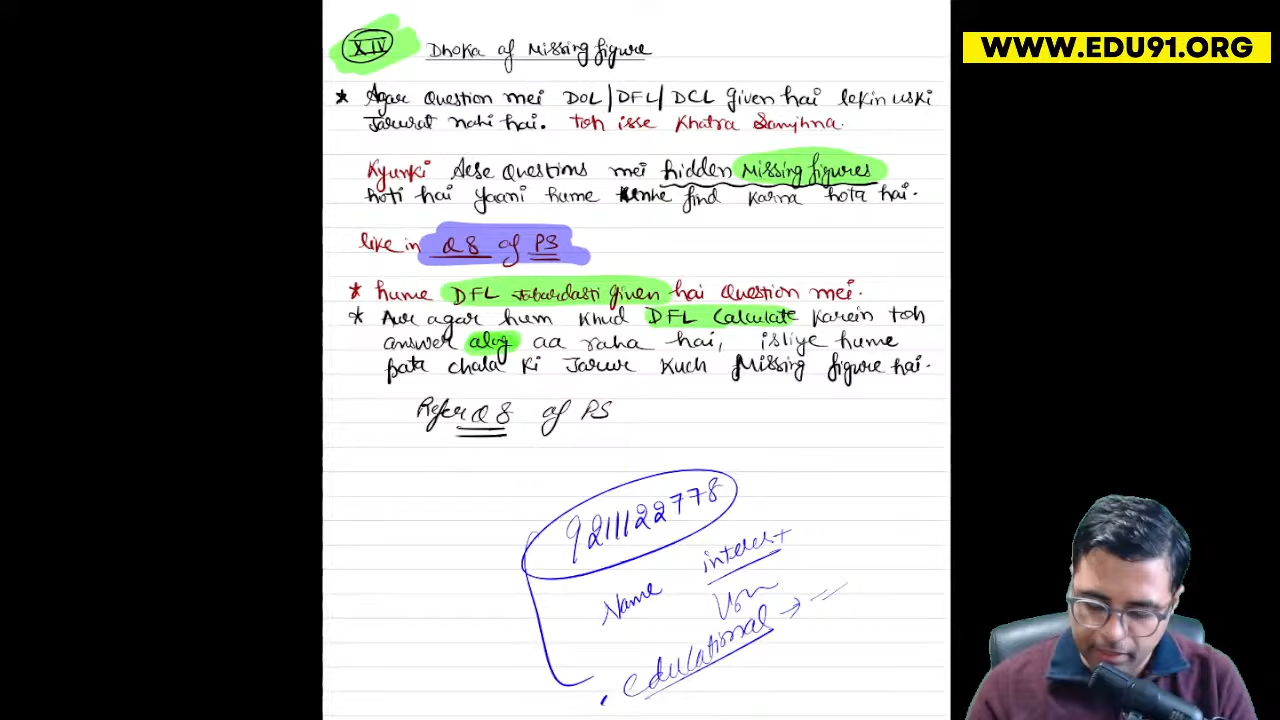 WWW.EDU91.ORG
XIV Dhoka of Missing figure
* Agar Question mei DOL/DFL/DCL given hai lekin uski
Jarurat nahi hai. toh isse Khatra Samjhna.
Kyunki Aese Questions mei hidden Missing figures
hoti hai yaani hume unhe find karna hota hai.
like in Q8 of PS
* hume DFL Jabardasti given hai Question mei.
* Aur agar hum Khud DFL Calculate Karein toh
answer alag aa raha hai, isliye hume
pata chala Ki Jarur Kuch Missing figure hai.
Refer Q8 of PS
9211122778
Name interest
educational →